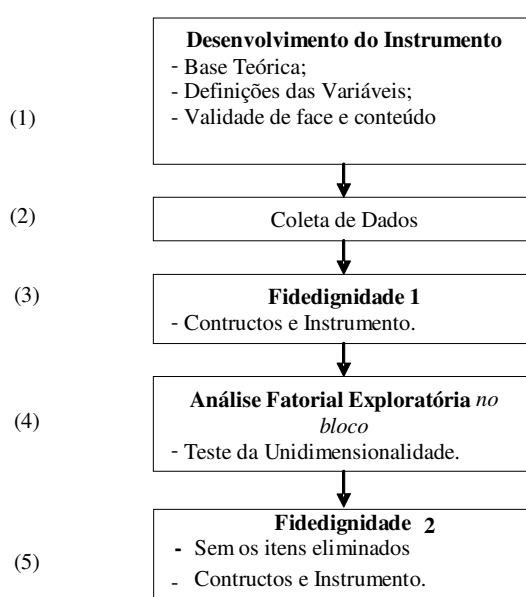 Desenvolvimento do Instrumento
- Base Teórica;
- Definições das Variáveis;
(1)
- Validade de face e conteúdo
(2)
Coleta de Dados
(3)
Fidedignidade 1
- Contructos e Instrumento.
Análise Fatorial Exploratória no
(4)
bloco
- Teste da Unidimensionalidade.
Fidedignidade 2
- Sem os itens eliminados
(5)
- Contructos e Instrumento.